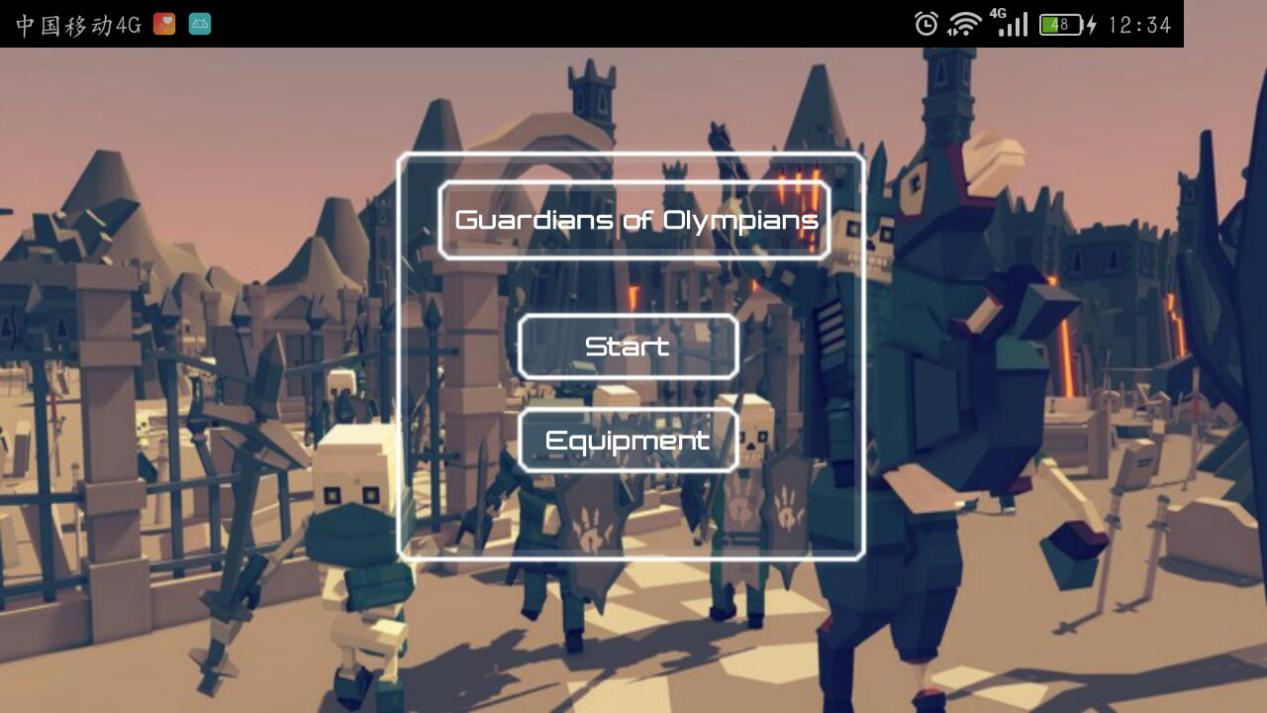 中国移动4G
4G
48
12:34
Guardians of Olympians
Start
Equipment